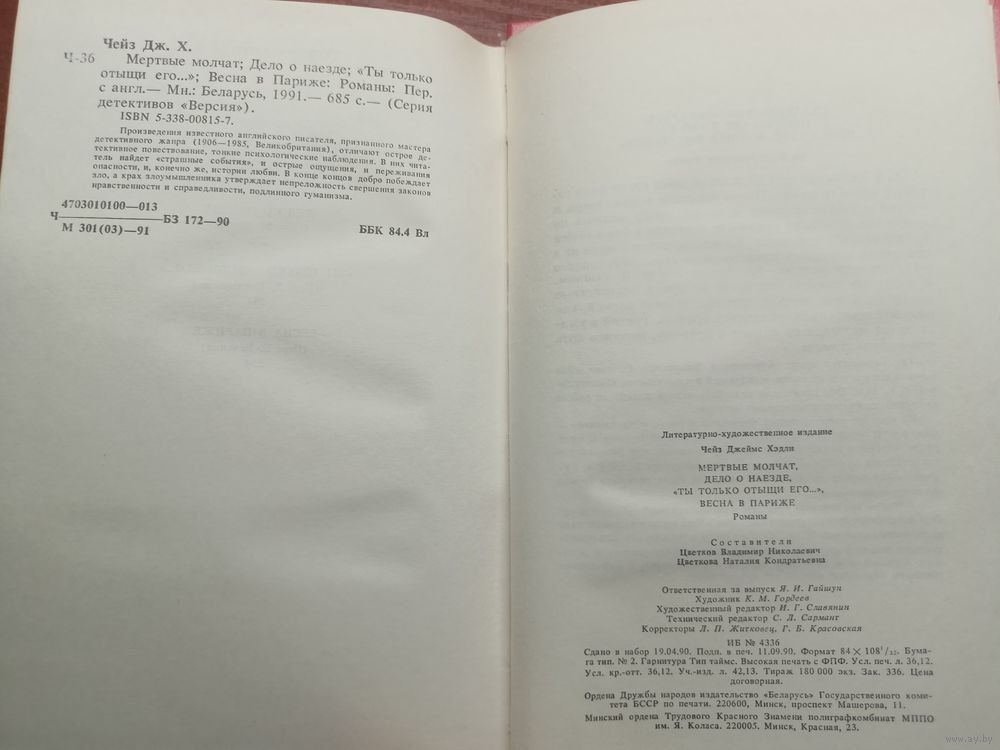 Чейз Дж. Х.
Ч-36 Мертвые молчат; Дело о наезде; «Ты только
отыщи его...»; Весна в Париже: Романы: Пер.
с англ.— Мн.: Беларусь, 1991.— 685 с.— (Серия
детективов «Версия»).
ISBN 5-338-00815-7.
Произведения известного английского писателя, признанного мастера
детективного жанра (1906—1985, Великобритания), отличают острое де-
тективное повествование, тонкие психологические наблюдения. В них чита-
тель найдет «страшные события», и острые ощущения, и переживания
опасности, и, конечно же, истории любви. В конце концов добро побеждает
зло, а крах злоумышленника утверждает непреложность свершения законов
нравственности и справедливости, подлинного гуманизма.
4703010100—013
Ч———БЗ 172—90
М 301(03)—91
ББК 84.4 Вл
Литературно-художественное издание
Чейз Джеймс Хэдли
МЕРТВЫЕ МОЛЧАТ,
ДЕЛО О НАЕЗДЕ,
«ТЫ ТОЛЬКО ОТЫЩИ ЕГО...»,
ВЕСНА В ПАРИЖЕ
Романы
Составители
Цветков Владимир Николаевич
Цветкова Наталия Кондратьевна
Ответственная за выпуск Я. И. Гайшун
Художник К. М. Гордеев
Художественный редактор И. Г. Славянин
Технический редактор С. Л. Сармант
Корректоры Л. П. Житковец, Г. Б. Красовская
ИБ № 4336
Сдано в набор 19.04.90. Подп. в печ. 11.09.90. Формат 84×108¹/₃₂. Бума-
га тип. № 2. Гарнитура Тип таймс. Высокая печать с ФПФ. Усл. печ. л. 36,12.
Усл. кр.-отт. 36,12. Уч.-изд. л. 42,13. Тираж 180 000 экз. Зак. 336. Цена
договорная.
Ордена Дружбы народов издательство «Беларусь» Государственного коми-
тета БССР по печати. 220600, Минск, проспект Машерова, 11.
Минский ордена Трудового Красного Знамени полиграфкомбинат МППО
им. Я. Коласа. 220005. Минск, Красная, 23.
www.ay.by